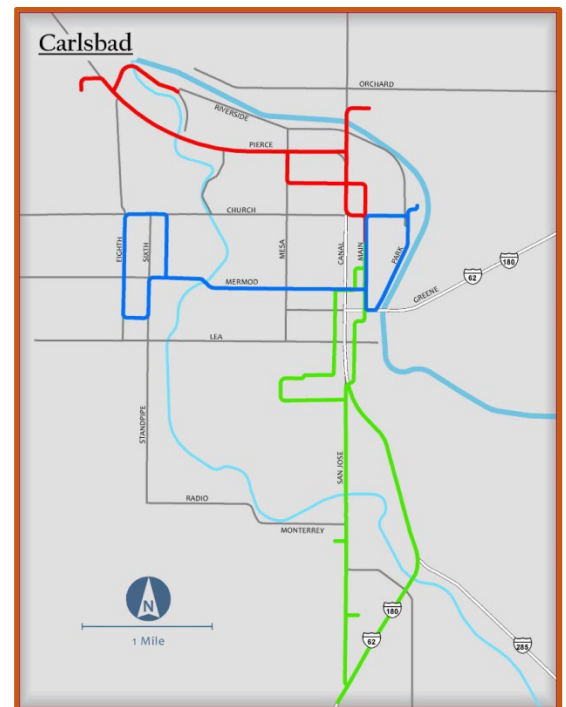 Carlsbad
ORCHARD
RIVERSIDE
PIERCE
CHURCH
EIGHTH
SIXTH
MESA
CANAL
MAIN
PARK
180
62
MERMOD
GREENE
LEA
STANDPIPE
SAN JOSE
RADIO
MONTERREY
N
1 Mile
180
62
285